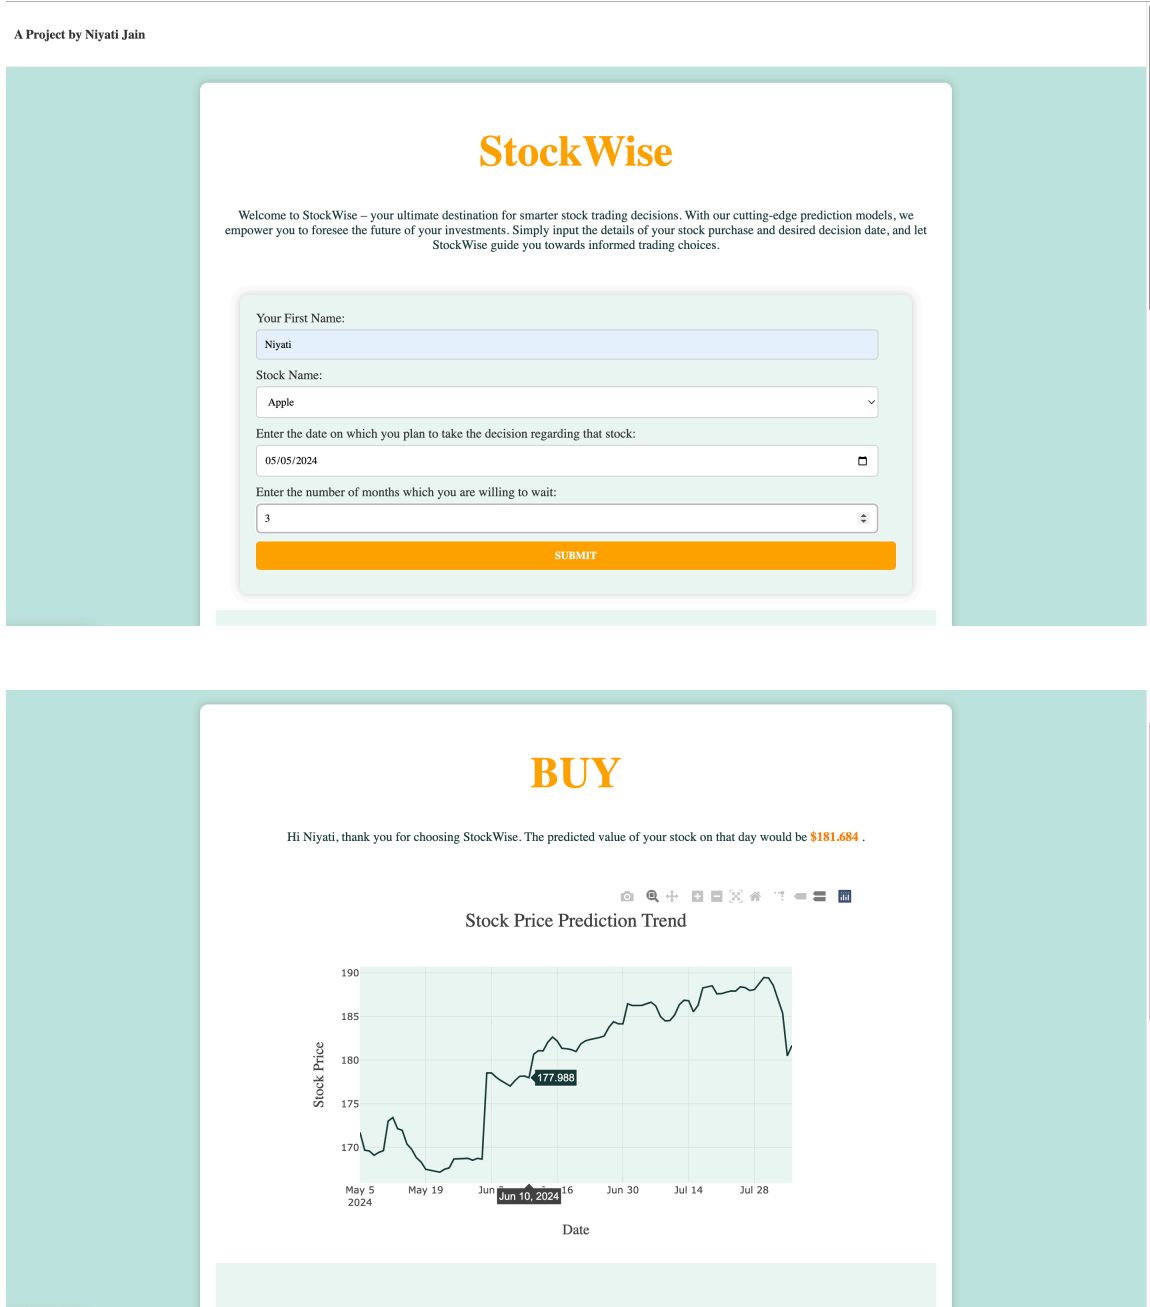 A Project by Niyati Jain
StockWise
Welcome to StockWise – your ultimate destination for smarter stock trading decisions. With our cutting-edge prediction models, we
empower you to foresee the future of your investments. Simply input the details of your stock purchase and desired decision date, and let
StockWise guide you towards informed trading choices.
Your First Name:
Niyati
Stock Name:
Apple
Enter the date on which you plan to take the decision regarding that stock:
05/05/2024
Enter the number of months which you are willing to wait:
3
SUBMIT
BUY
Hi Niyati, thank you for choosing StockWise. The predicted value of your stock on that day would be $181.684 .
Stock Price Prediction Trend
190
185
180
175
170
Stock Price
177.988
May 5
2024
May 19
Jun
Jun 10, 2024
16
Jun 30
Jul 14
Jul 28
Date